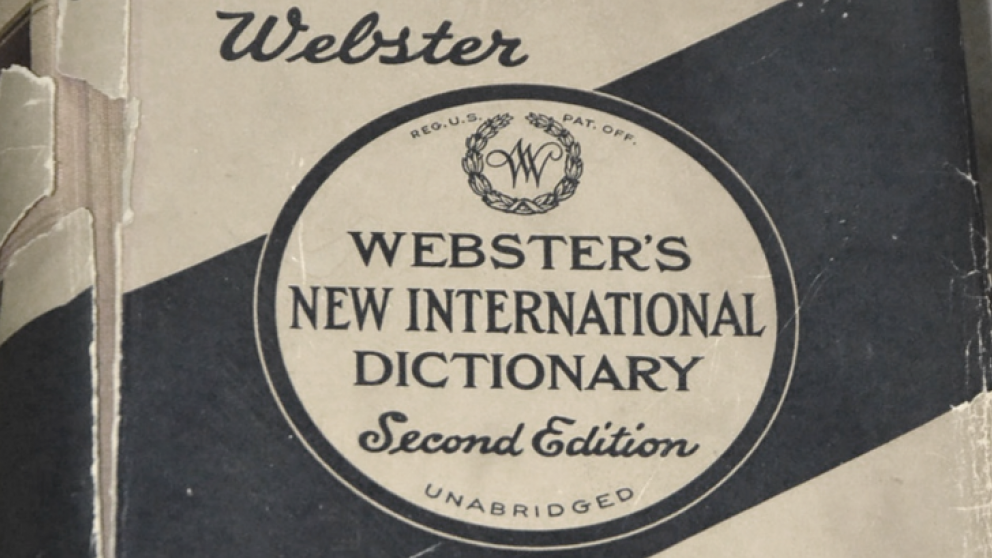 Webster
REG. U.S. PAT. OFF.
W
WEBSTER'S
NEW INTERNATIONAL
DICTIONARY
Second Edition
UNABRIDGED